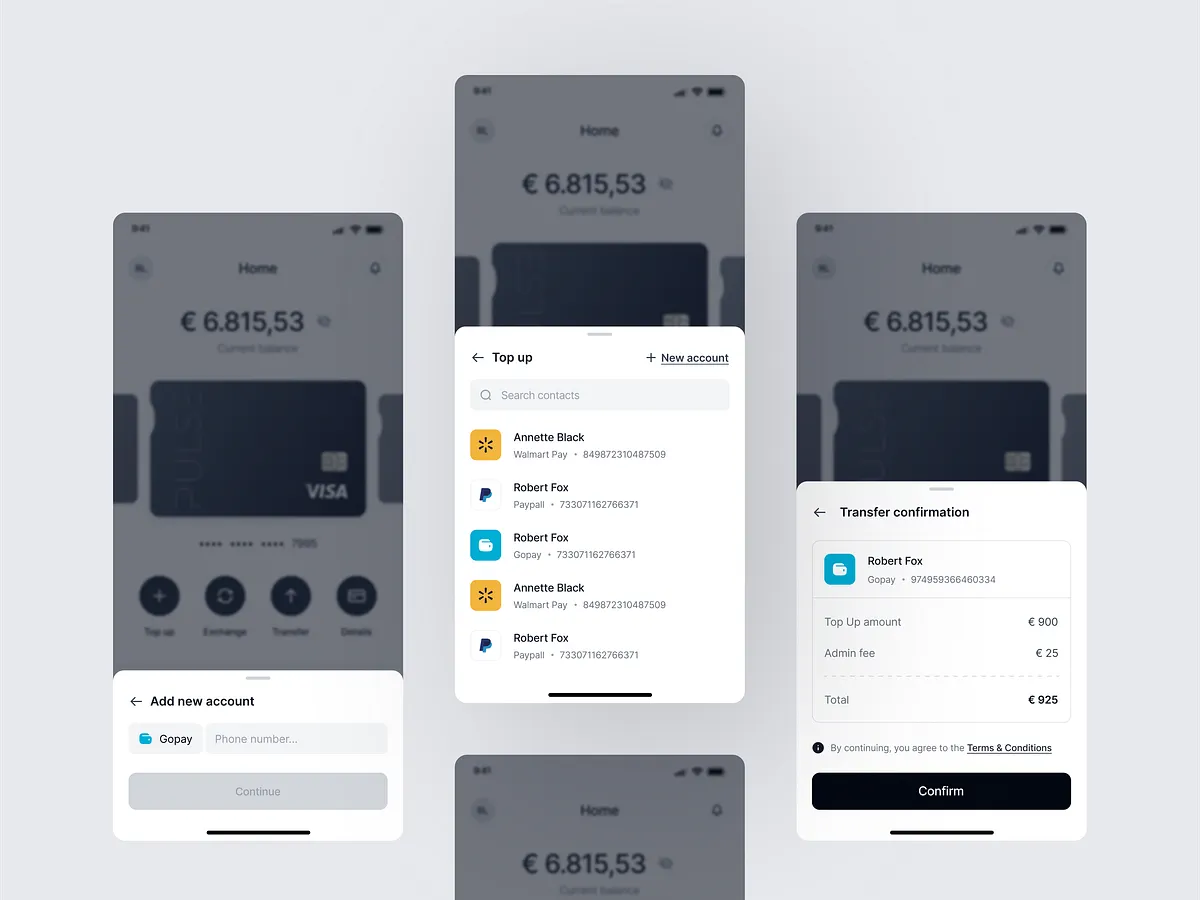 9:41
Home
€ 6.815,53
Current balance
VISA
•••• •••• •••• 7995
Top up
Exchange
Transfer
Details
Add new account
Gopay
Phone number...
Continue
9:41
Home
€ 6.815,53
Current balance
Top up
+ New account
Search contacts
Annette Black
Walmart Pay • 849872310487509
Robert Fox
Paypall • 733071162766371
Robert Fox
Gopay • 733071162766371
Annette Black
Walmart Pay • 849872310487509
Robert Fox
Paypall • 733071162766371
9:41
Home
€ 6.815,53
Current balance
9:41
Home
€ 6.815,53
Current balance
Transfer confirmation
Robert Fox
Gopay • 974959366460334
Top Up amount € 900
Admin fee € 25
Total € 925
By continuing, you agree to the Terms & Conditions
Confirm